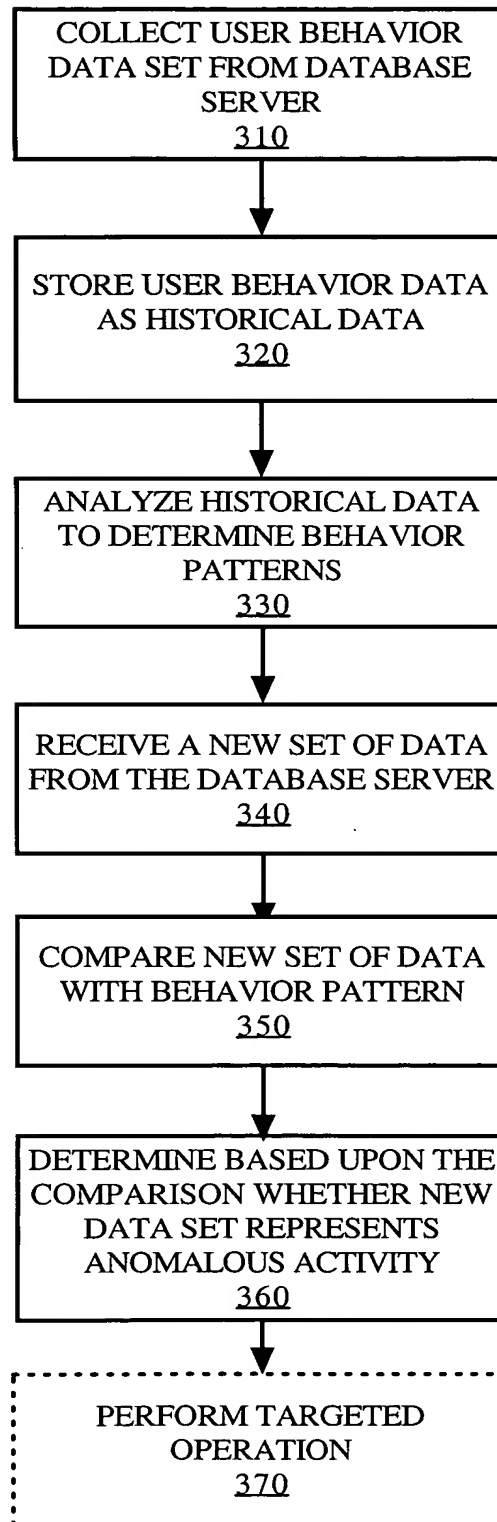 COLLECT USER BEHAVIOR
DATA SET FROM DATABASE
SERVER
310
STORE USER BEHAVIOR DATA
AS HISTORICAL DATA
320
ANALYZE HISTORICAL DATA
TO DETERMINE BEHAVIOR
PATTERNS
330
RECEIVE A NEW SET OF DATA
FROM THE DATABASE SERVER
340
COMPARE NEW SET OF DATA
WITH BEHAVIOR PATTERN
350
DETERMINE BASED UPON THE
COMPARISON WHETHER NEW
DATA SET REPRESENTS
ANOMALOUS ACTIVITY
360
PERFORM TARGETED
OPERATION
370